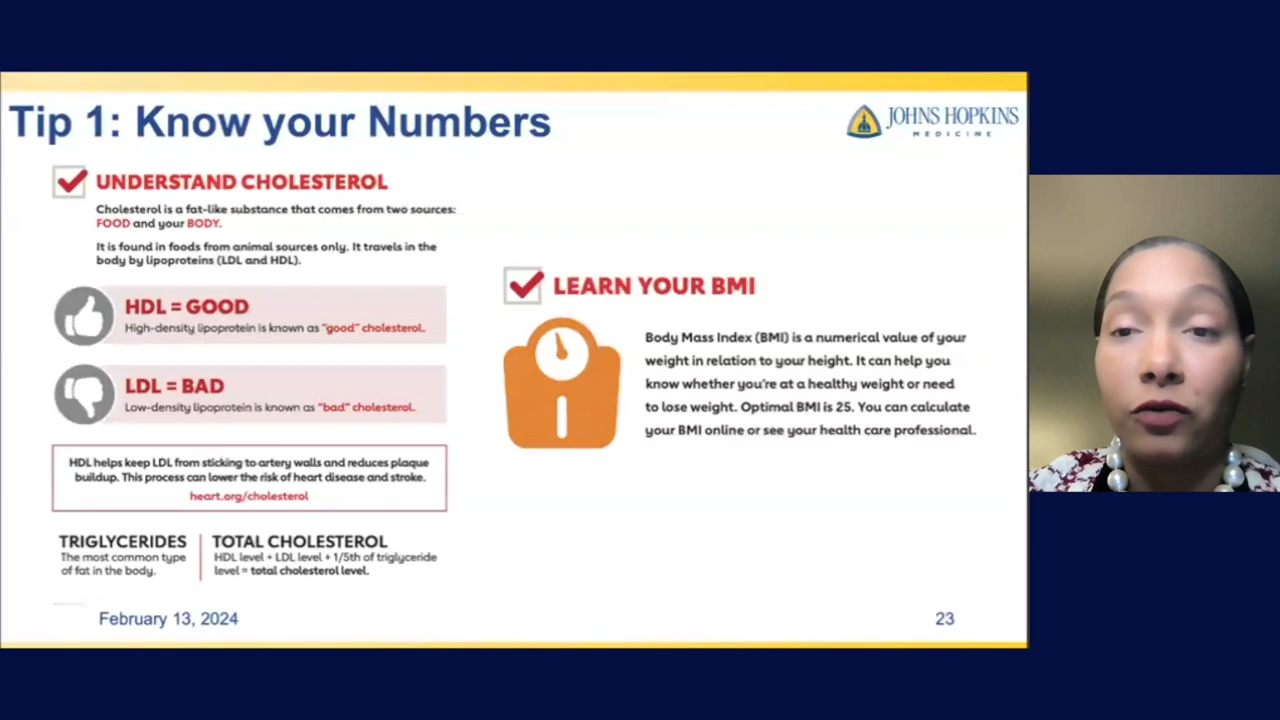 Tip 1: Know your Numbers
JOHNS HOPKINS
MEDICINE
UNDERSTAND CHOLESTEROL
Cholesterol is a fat-like substance that comes from two sources:
FOOD and your BODY.
It is found in foods from animal sources only. It travels in the
body by lipoproteins (LDL and HDL).
HDL = GOOD
High-density lipoprotein is known as "good" cholesterol.
LDL = BAD
Low-density lipoprotein is known as "bad" cholesterol.
HDL helps keep LDL from sticking to artery walls and reduces plaque
buildup. This process can lower the risk of heart disease and stroke.
heart.org/cholesterol
TRIGLYCERIDES
The most common type
of fat in the body.
TOTAL CHOLESTEROL
HDL level + LDL level + 1/5th of triglyceride
level = total cholesterol level.
LEARN YOUR BMI
Body Mass Index (BMI) is a numerical value of your
weight in relation to your height. It can help you
know whether you're at a healthy weight or need
to lose weight. Optimal BMI is 25. You can calculate
your BMI online or see your health care professional.
February 13, 2024
23